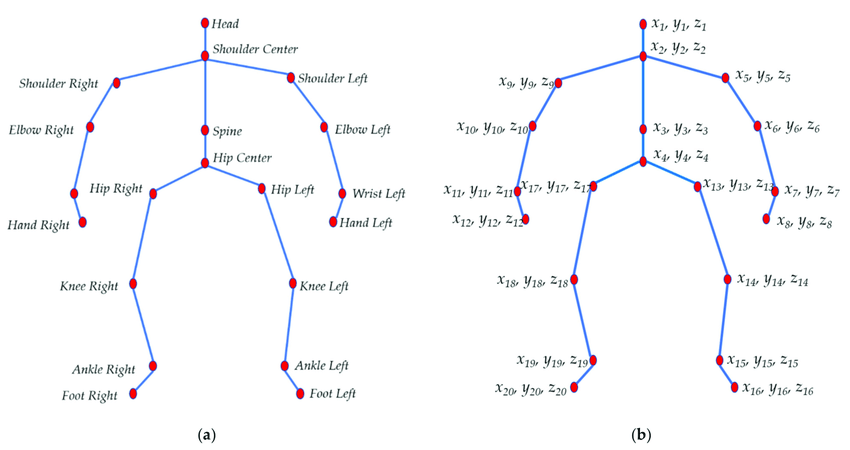 Head
Shoulder Center
Shoulder Right
Shoulder Left
Elbow Right
Spine
Elbow Left
Hip Center
Hip Right
Hip Left
Wrist Left
Hand Right
Hand Left
Knee Right
Knee Left
Ankle Right
Ankle Left
Foot Right
Foot Left
(a)
x₁, y₁, z₁
x₂, y₂, z₂
x₉, y₉, z₉
x₅, y₅, z₅
x₁₀, y₁₀, z₁₀
x₃, y₃, z₃
x₆, y₆, z₆
x₄, y₄, z₄
x₁₁, y₁₁, z₁₁
x₁₇, y₁₇, z₁₇
x₁₃, y₁₃, z₁₃
x₇, y₇, z₇
x₁₂, y₁₂, z₁₂
x₈, y₈, z₈
x₁₈, y₁₈, z₁₈
x₁₄, y₁₄, z₁₄
x₁₉, y₁₉, z₁₉
x₁₅, y₁₅, z₁₅
x₂₀, y₂₀, z₂₀
x₁₆, y₁₆, z₁₆
(b)